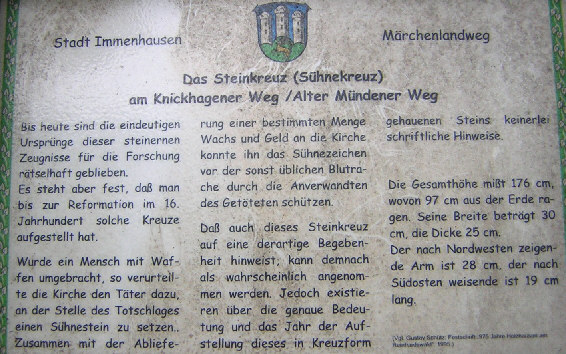 Stadt Immenhausen
Märchenlandweg
Das Steinkreuz (Sühnekreuz)
am Knickhagener Weg /Alter Mündener Weg
Bis heute sind die eindeutigen
Ursprünge dieser steinernen
Zeugnisse für die Forschung
rätselhaft geblieben.
Es steht aber fest, daß man
bis zur Reformation im 16.
Jahrhundert solche Kreuze
aufgestellt hat.
Wurde ein Mensch mit Waf-
fen umgebracht, so verurteil-
te die Kirche den Täter dazu,
an der Stelle des Totschlages
einen Sühnestein zu setzen..
Zusammen mit der Abliefe-
rung einer bestimmten Menge
Wachs und Geld an die Kirche
konnte ihn das Sühnezeichen
vor der sonst üblichen Blutra-
che durch die Anverwandten
des Getöteten schützen.
Daß auch dieses Steinkreuz
auf eine derartige Begeben-
heit hinweist, kann demnach
als wahrscheinlich angenom-
men werden. Jedoch existie-
ren über die genaue Bedeu-
tung und das Jahr der Auf-
stellung dieses in Kreuzform
gehauenen Steins keinerlei
schriftliche Hinweise.
Die Gesamthöhe mißt 176 cm,
wovon 97 cm aus der Erde ra-
gen. Seine Breite beträgt 30
cm, die Dicke 25 cm.
Der nach Nordwesten zeigen-
de Arm ist 28 cm, der nach
Südosten weisende ist 19 cm
lang.
(Vgl. Gustav Schütz, Festschrift „975 Jahre Holzhausen am